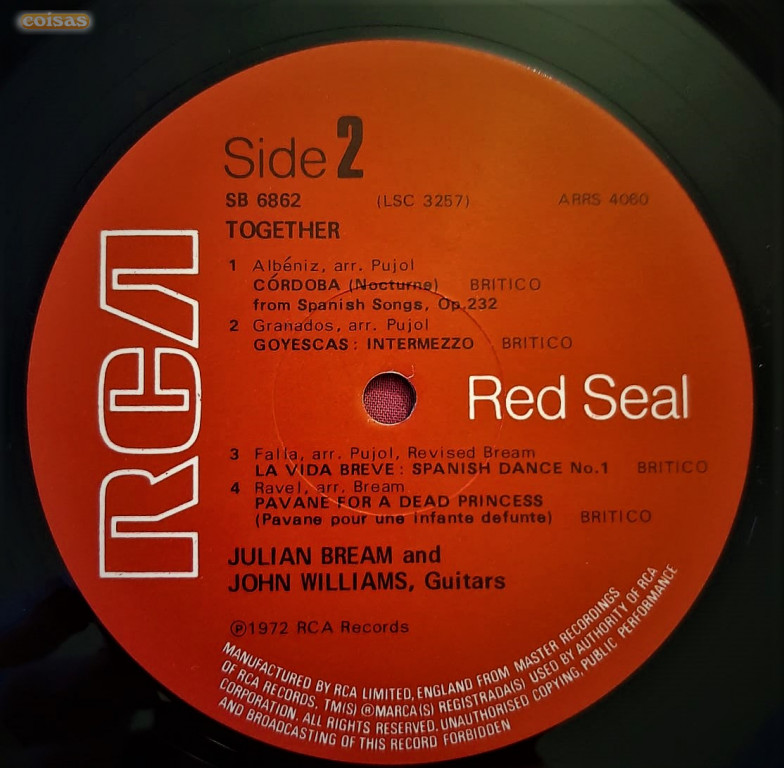 coisas
Side 2
SB 6862 (LSC 3257) ARRS 4060
TOGETHER
1 Albéniz, arr. Pujol
CÓRDOBA (Nocturne) BRITICO
from Spanish Songs, Op.232
2 Granados, arr. Pujol
GOYESCAS : INTERMEZZO BRITICO
RCA
Red Seal
3 Falla, arr. Pujol, Revised Bream
LA VIDA BREVE : SPANISH DANCE No.1 BRITICO
4 Ravel, arr. Bream
PAVANE FOR A DEAD PRINCESS
(Pavane pour une infante defunte) BRITICO
JULIAN BREAM and
JOHN WILLIAMS, Guitars
℗1972 RCA Records
MANUFACTURED BY RCA LIMITED, ENGLAND FROM MASTER RECORDINGS
OF RCA RECORDS. TM(S) ®MARCA(S) REGISTRADA(S) USED BY AUTHORITY OF RCA
CORPORATION. ALL RIGHTS RESERVED. UNAUTHORISED COPYING, PUBLIC PERFORMANCE
AND BROADCASTING OF THIS RECORD FORBIDDEN